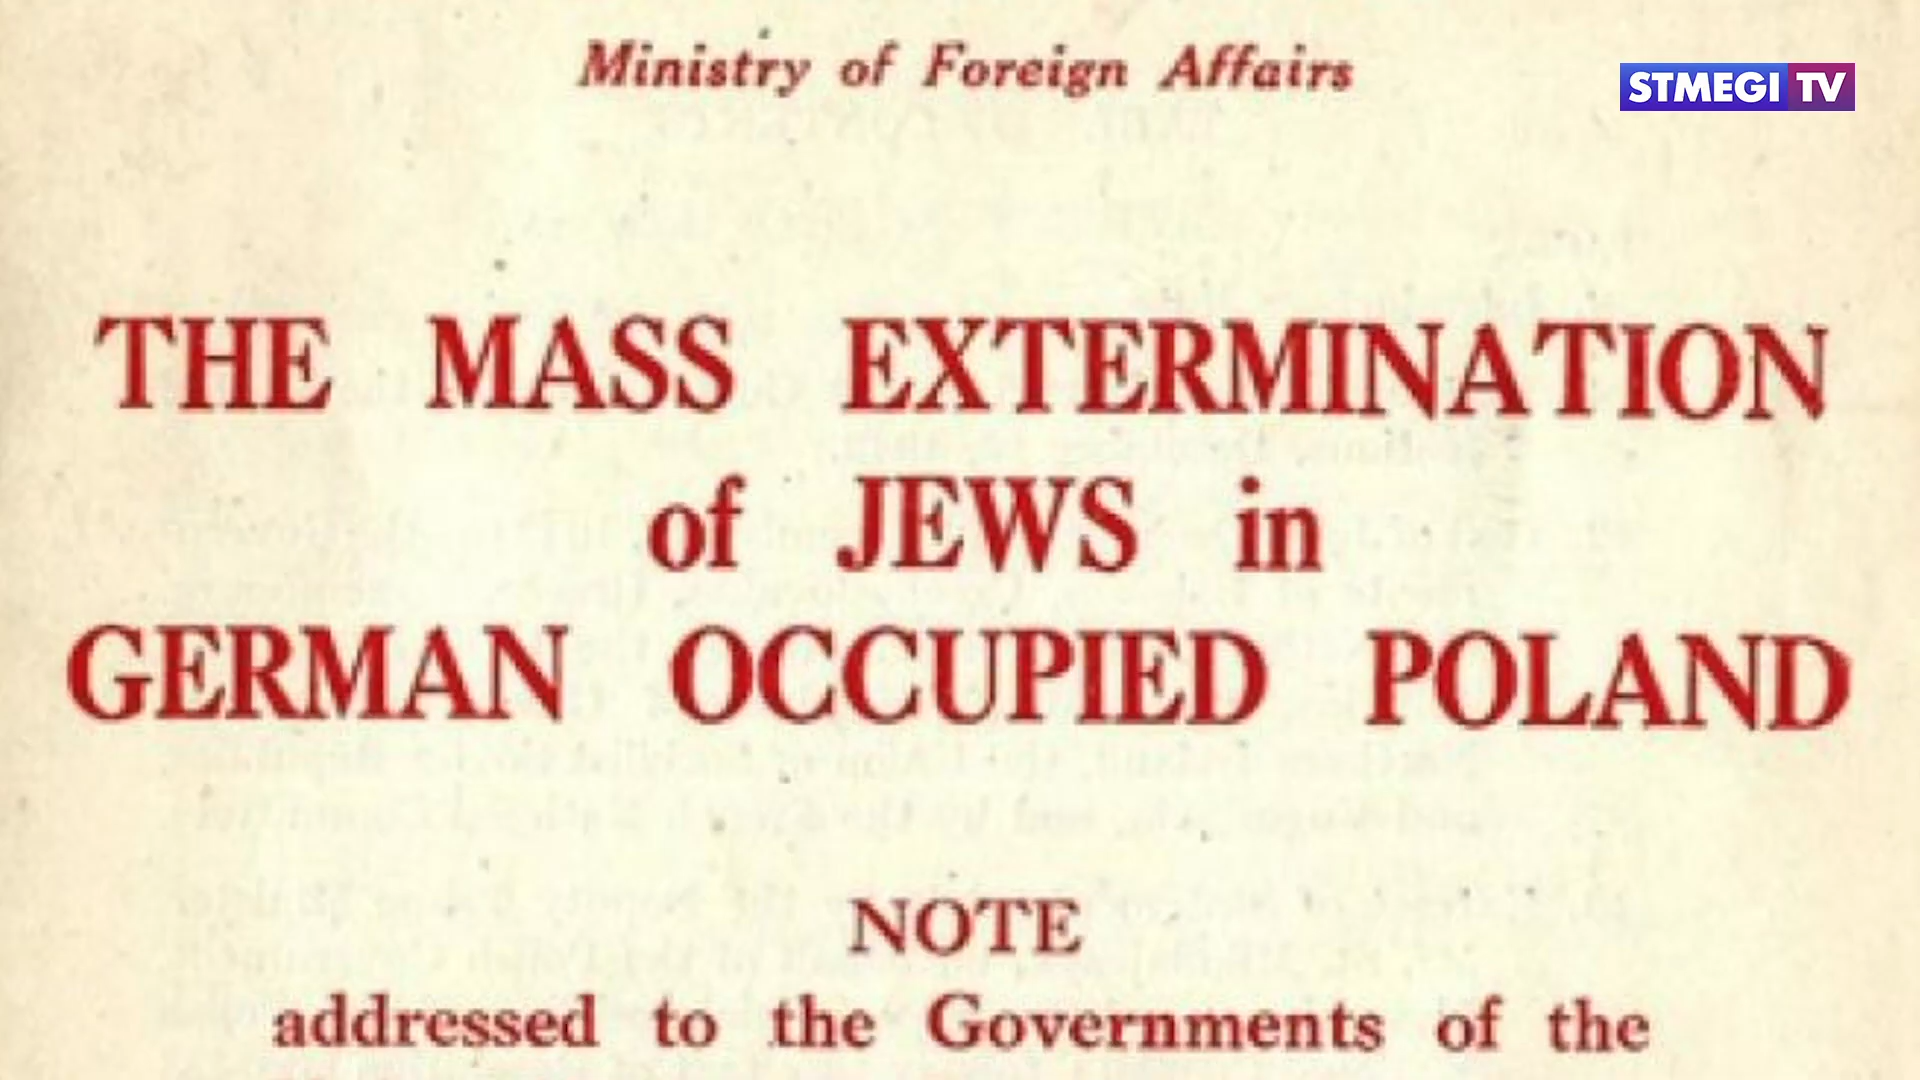 Ministry of Foreign Affairs
STMEGI TV
THE MASS EXTERMINATION
of JEWS in
GERMAN OCCUPIED POLAND
NOTE
addressed to the Governments of the